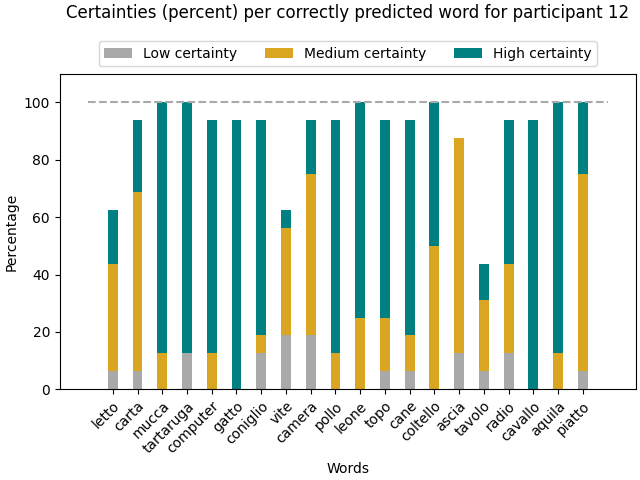 Certainties (percent) per correctly predicted word for participant 12
Low certainty Medium certainty High certainty
100
80
60
40
20
0
Percentage
letto carta mucca tartaruga computer gatto coniglio vite camera pollo leone topo cane coltello ascia tavolo radio cavallo aquila piatto
Words